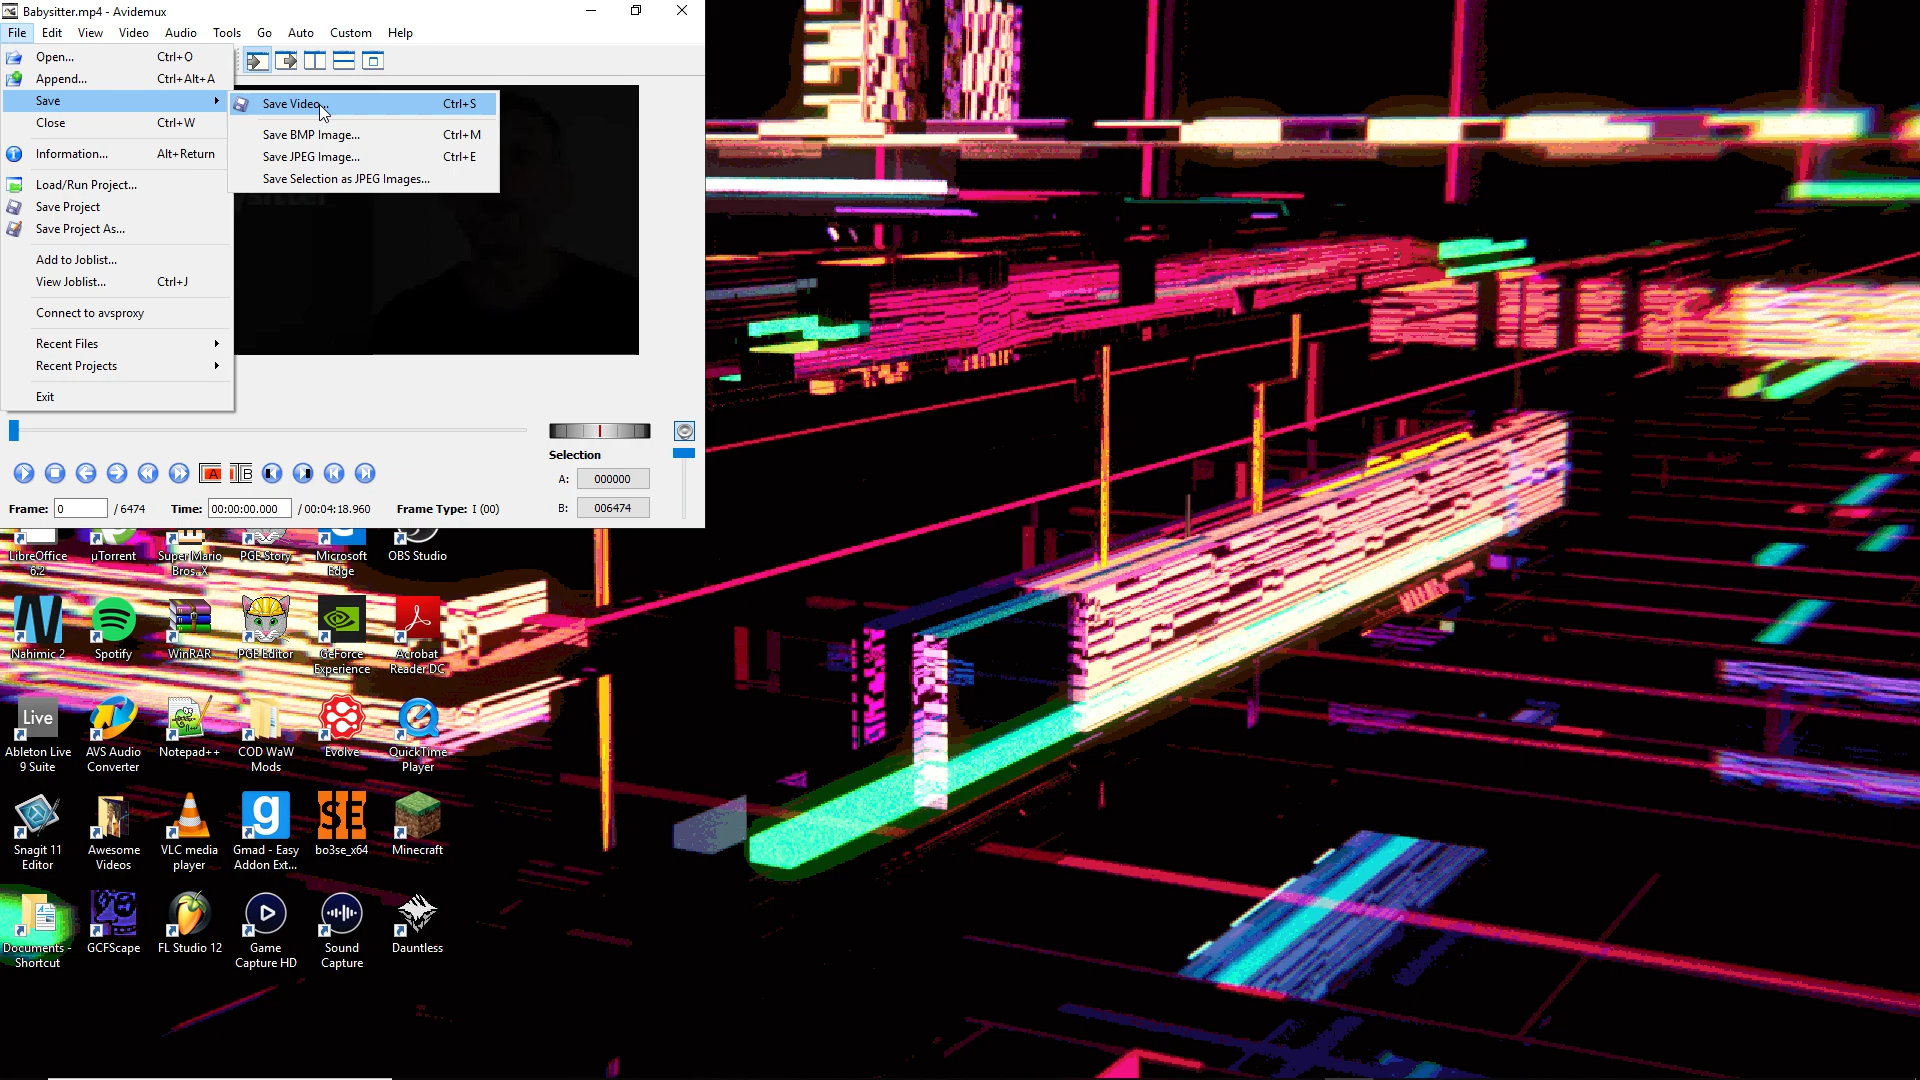 Babysitter.mp4 - Avidemux
File Edit View Video Audio Tools Go Auto Custom Help
Open... Ctrl+O
Append... Ctrl+Alt+A
Save
Close Ctrl+W
Information... Alt+Return
Load/Run Project...
Save Project
Save Project As...
Add to Joblist...
View Joblist... Ctrl+J
Connect to avsproxy
Recent Files
Recent Projects
Exit
Save Video... Ctrl+S
Save BMP Image... Ctrl+M
Save JPEG Image... Ctrl+E
Save Selection as JPEG Images...
Selection
A: 000000
B: 006474
A B
Frame: 0 / 6474 Time: 00:00:00.000 / 00:04:18.960 Frame Type: I (00)
LibreOffice 6.2
µTorrent
Super Mario Bros. X
PGE Story
Microsoft Edge
OBS Studio
Nahimic 2
Spotify
WinRAR
PGE Editor
GeForce Experience
Acrobat Reader DC
Live
Ableton Live 9 Suite
AVS Audio Converter
Notepad++
COD WaW Mods
Evolve
QuickTime Player
Snagit 11 Editor
Awesome Videos
VLC media player
g
Gmad - Easy Addon Ext...
SE
bo3se_x64
Minecraft
Documents - Shortcut
GCFScape
FL Studio 12
Game Capture HD
Sound Capture
Dauntless